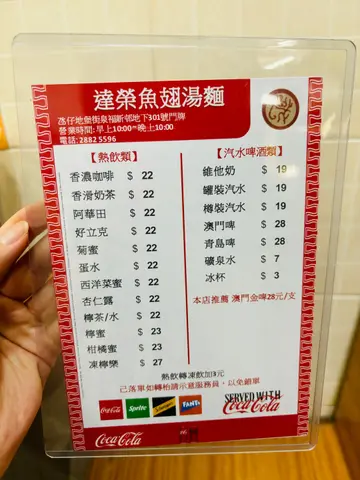 達榮魚翅湯麵
氹仔地堡街泉福新邨地下301號門牌
營業時間:早上10:00~晚上10:00
電話:2882 5596
【熱飲類】
香濃咖啡 $ 22
香滑奶茶 $ 22
阿華田 $ 22
好立克 $ 22
菊蜜 $ 22
蛋水 $ 22
西洋菜蜜 $ 22
杏仁露 $ 22
檸茶/水 $ 22
檸蜜 $ 23
柑橘蜜 $ 23
凍檸樂 $ 27
【汽水啤酒類】
維他奶 $ 19
罐裝汽水 $ 19
樽裝汽水 $ 19
澳門啤 $ 28
青島啤 $ 28
礦泉水 $ 7
冰杯 $ 3
本店推薦 澳門金啤28元/支
熱飲轉凍飲加3元
己落單如轉枱請示意服務員，以免錯單
Coca-Cola
Sprite
FANTA
SERVED WITH
Coca-Cola
Coca-Cola